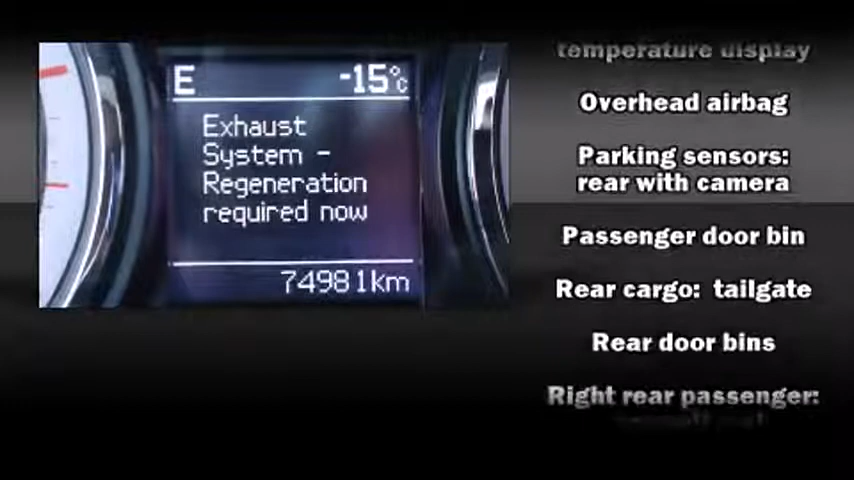 E -15°C
Exhaust
System -
Regeneration
required now
74981km
temperature display
Overhead airbag
Parking sensors:
rear with camera
Passenger door bin
Rear cargo: tailgate
Rear door bins
Right rear passenger: